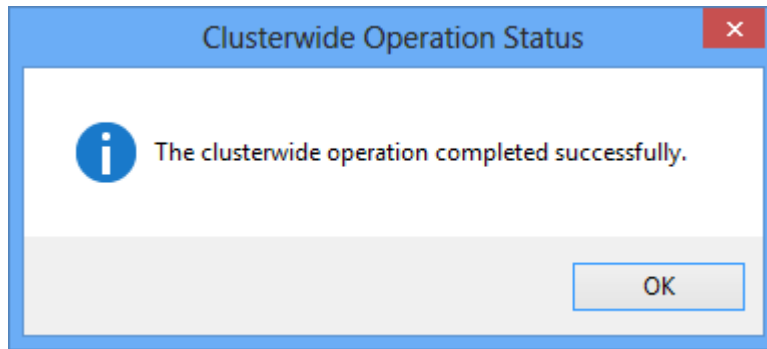 Clusterwide Operation Status
The clusterwide operation completed successfully.
OK